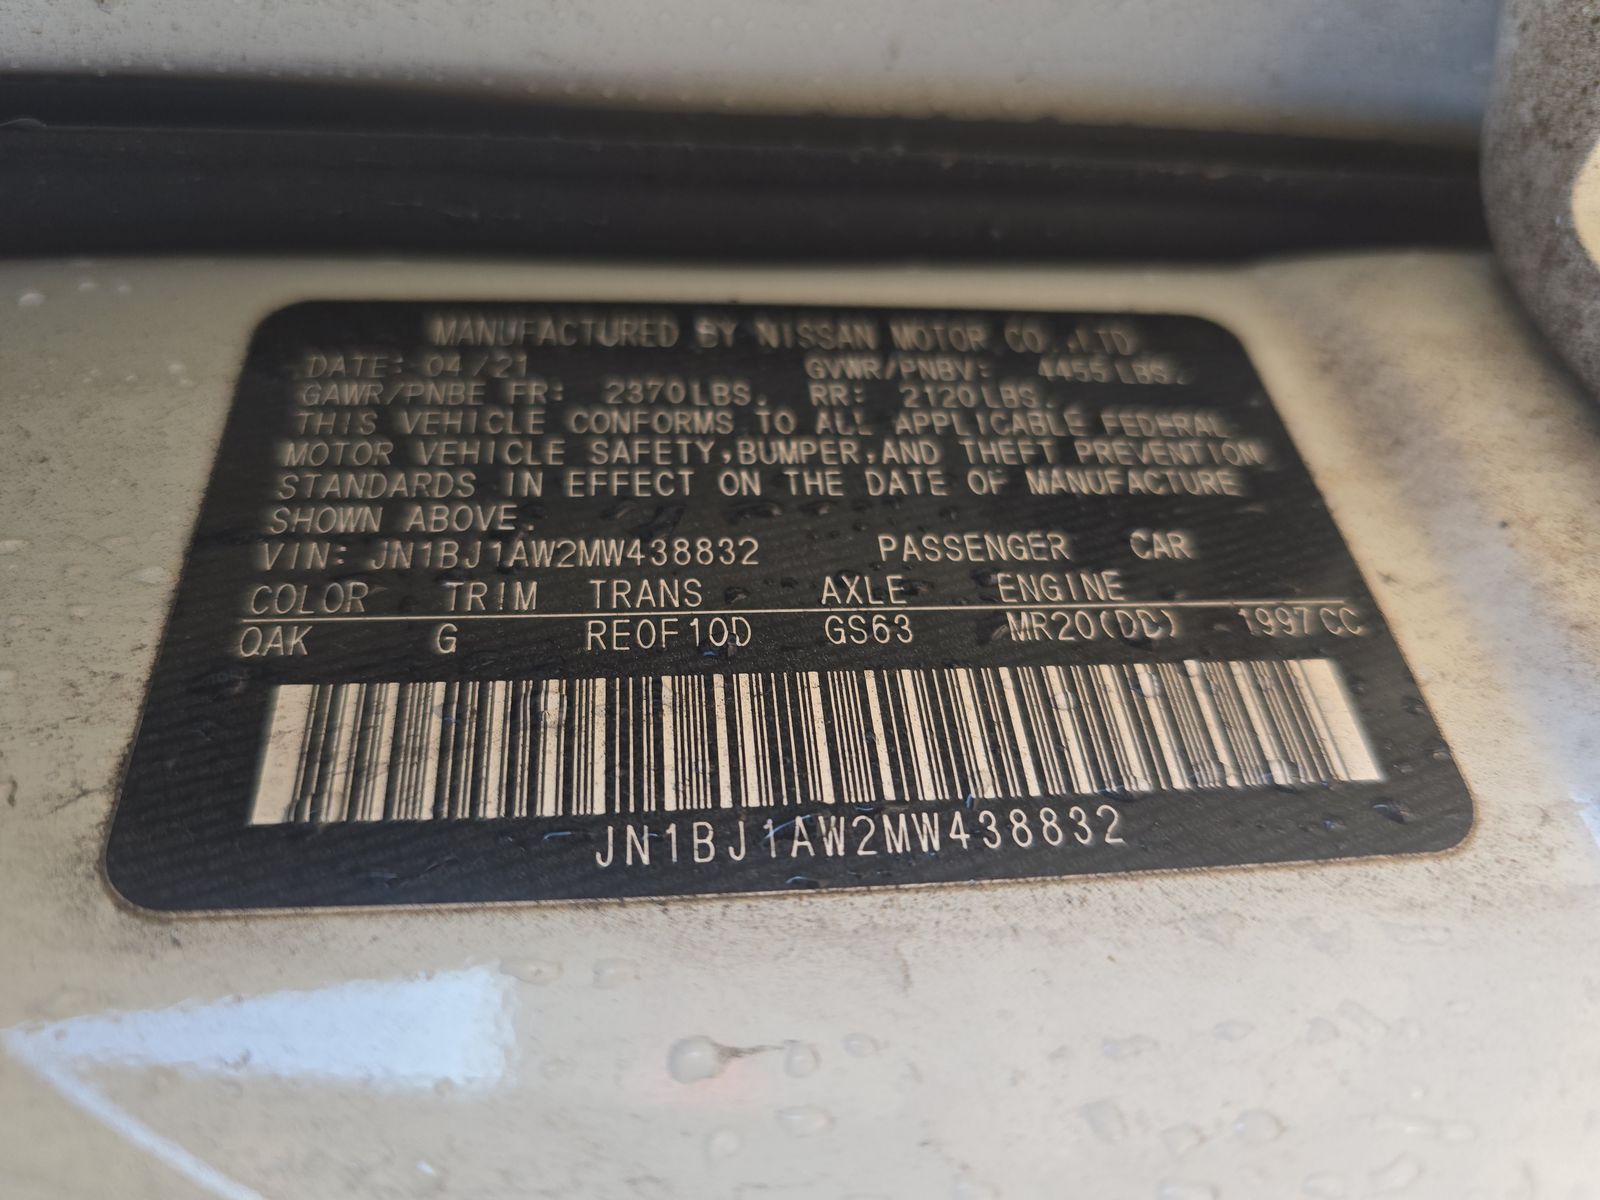 MANUFACTURED BY NISSAN MOTOR CO.,LTD.
DATE: 04/21 GVWR/PNBV: 4455LBS.
GAWR/PNBE FR: 2370LBS. RR: 2120LBS.
THIS VEHICLE CONFORMS TO ALL APPLICABLE FEDERAL
MOTOR VEHICLE SAFETY,BUMPER,AND THEFT PREVENTION
STANDARDS IN EFFECT ON THE DATE OF MANUFACTURE
SHOWN ABOVE.
VIN: JN1BJ1AW2MW438832 PASSENGER CAR
COLOR TRIM TRANS AXLE ENGINE
QAK G RE0F10D GS63 MR20(DD) 1997CC
JN1BJ1AW2MW438832